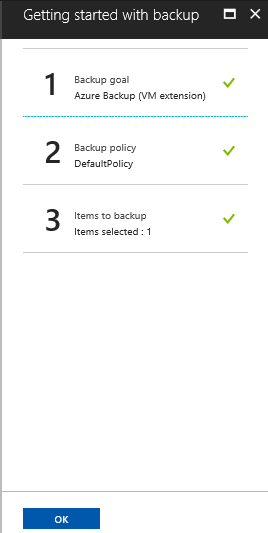 Getting started with backup
1
Backup goal
Azure Backup (VM extension)
2
Backup policy
DefaultPolicy
3
Items to backup
Items selected : 1
OK